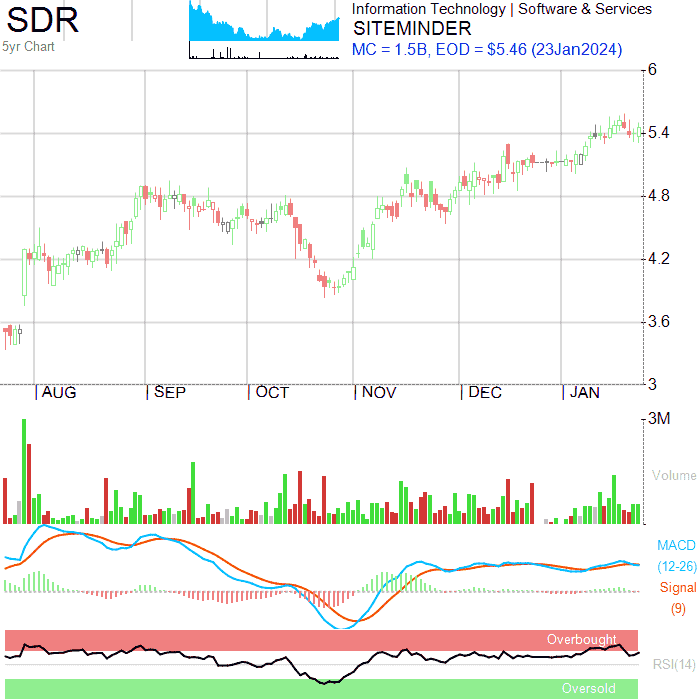 SDR
5yr Chart
Information Technology | Software & Services
SITEMINDER
MC = 1.5B, EOD = $5.46 (23Jan2024)
6
5.4
4.8
4.2
3.6
3
AUG SEP OCT NOV DEC JAN
3M
Volume
MACD
(12-26)
Signal
(9)
Overbought
RSI(14)
Oversold